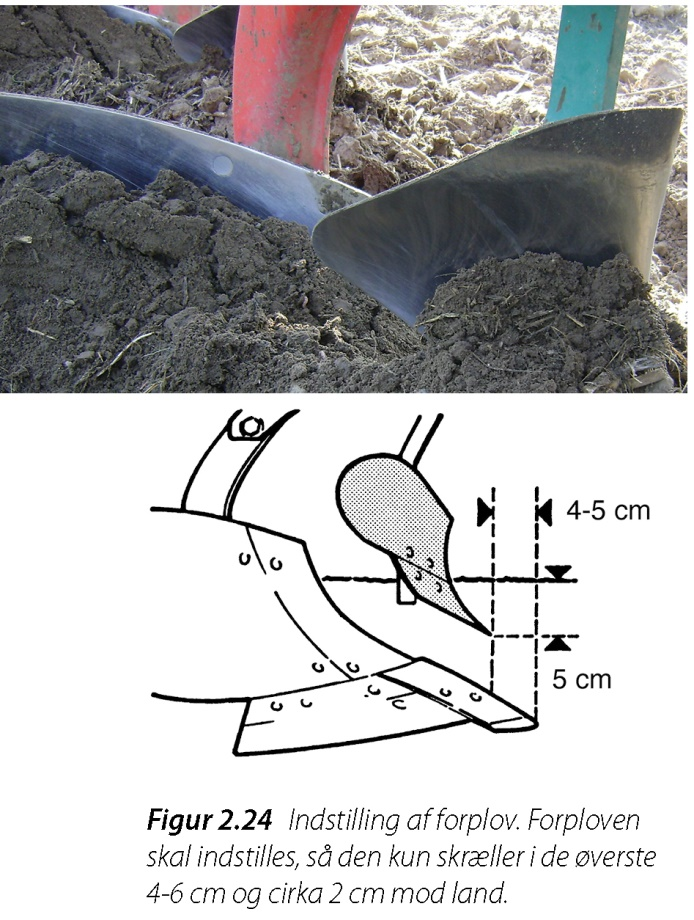 4-5 cm
5 cm
Figur 2.24 Indstilling af forplov. Forploven
skal indstilles, så den kun skræller i de øverste
4-6 cm og cirka 2 cm mod land.